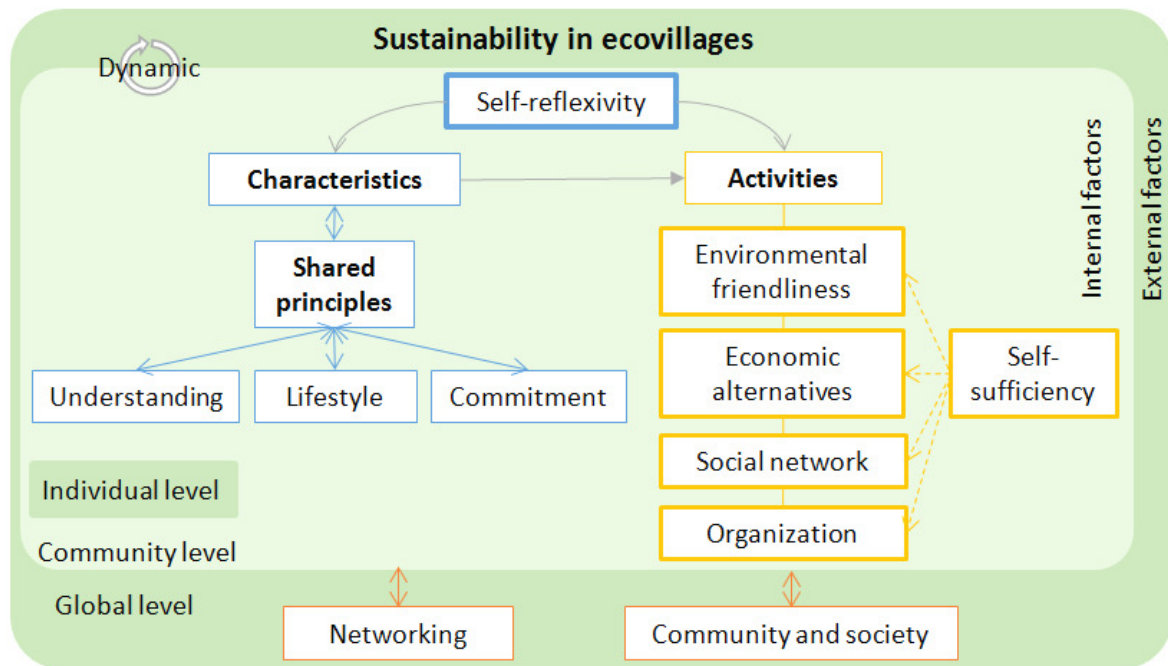 Sustainability in ecovillages
Dynamic
Self-reflexivity
Characteristics
Activities
Shared
principles
Understanding
Lifestyle
Commitment
Environmental
friendliness
Economic
alternatives
Social network
Organization
Self-
sufficiency
Internal factors
External factors
Individual level
Community level
Global level
Networking
Community and society